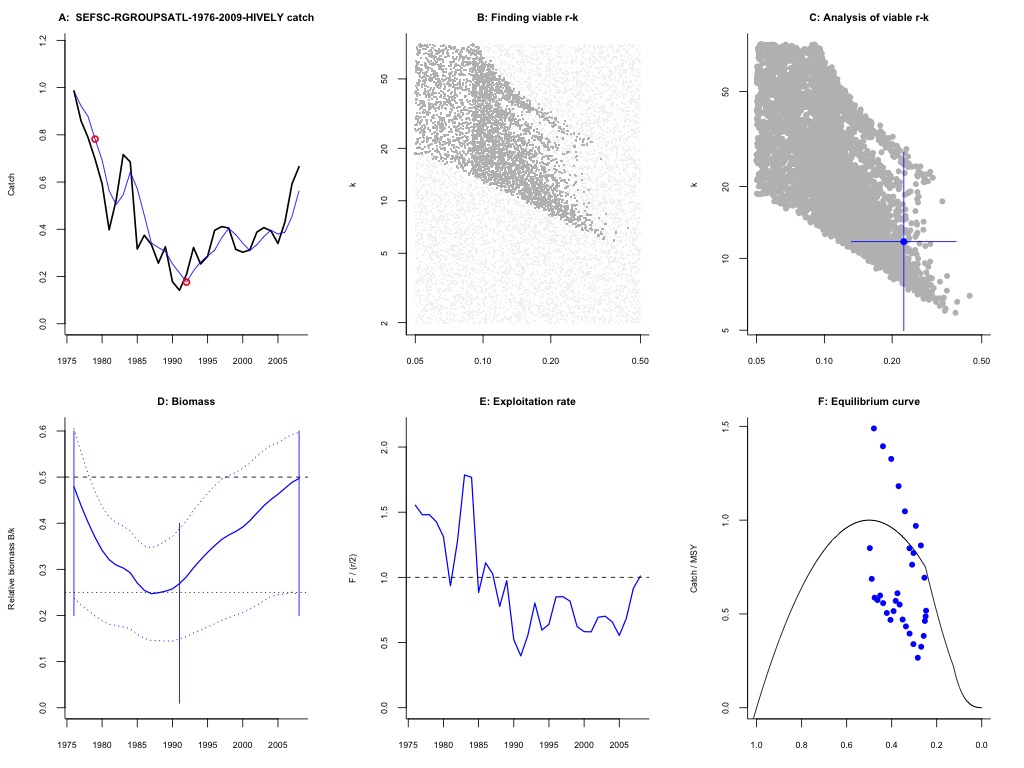 A:  SEFSC-RGROUPSATL-1976-2009-HIVELY catch
Catch
0.0 0.2 0.4 0.6 0.8 1.0 1.2
1975 1980 1985 1990 1995 2000 2005
B: Finding viable r-k
k
2 5 10 20 50
0.05 0.10 0.20 0.50
C: Analysis of viable r-k
k
5 10 20 50
0.05 0.10 0.20 0.50
D: Biomass
Relative biomass B/k
0.0 0.1 0.2 0.3 0.4 0.5 0.6
1975 1980 1985 1990 1995 2000 2005
E: Exploitation rate
F / (r/2)
0.0 0.5 1.0 1.5 2.0
1975 1980 1985 1990 1995 2000 2005
F: Equilibrium curve
Catch / MSY
0.0 0.5 1.0 1.5
1.0 0.8 0.6 0.4 0.2 0.0